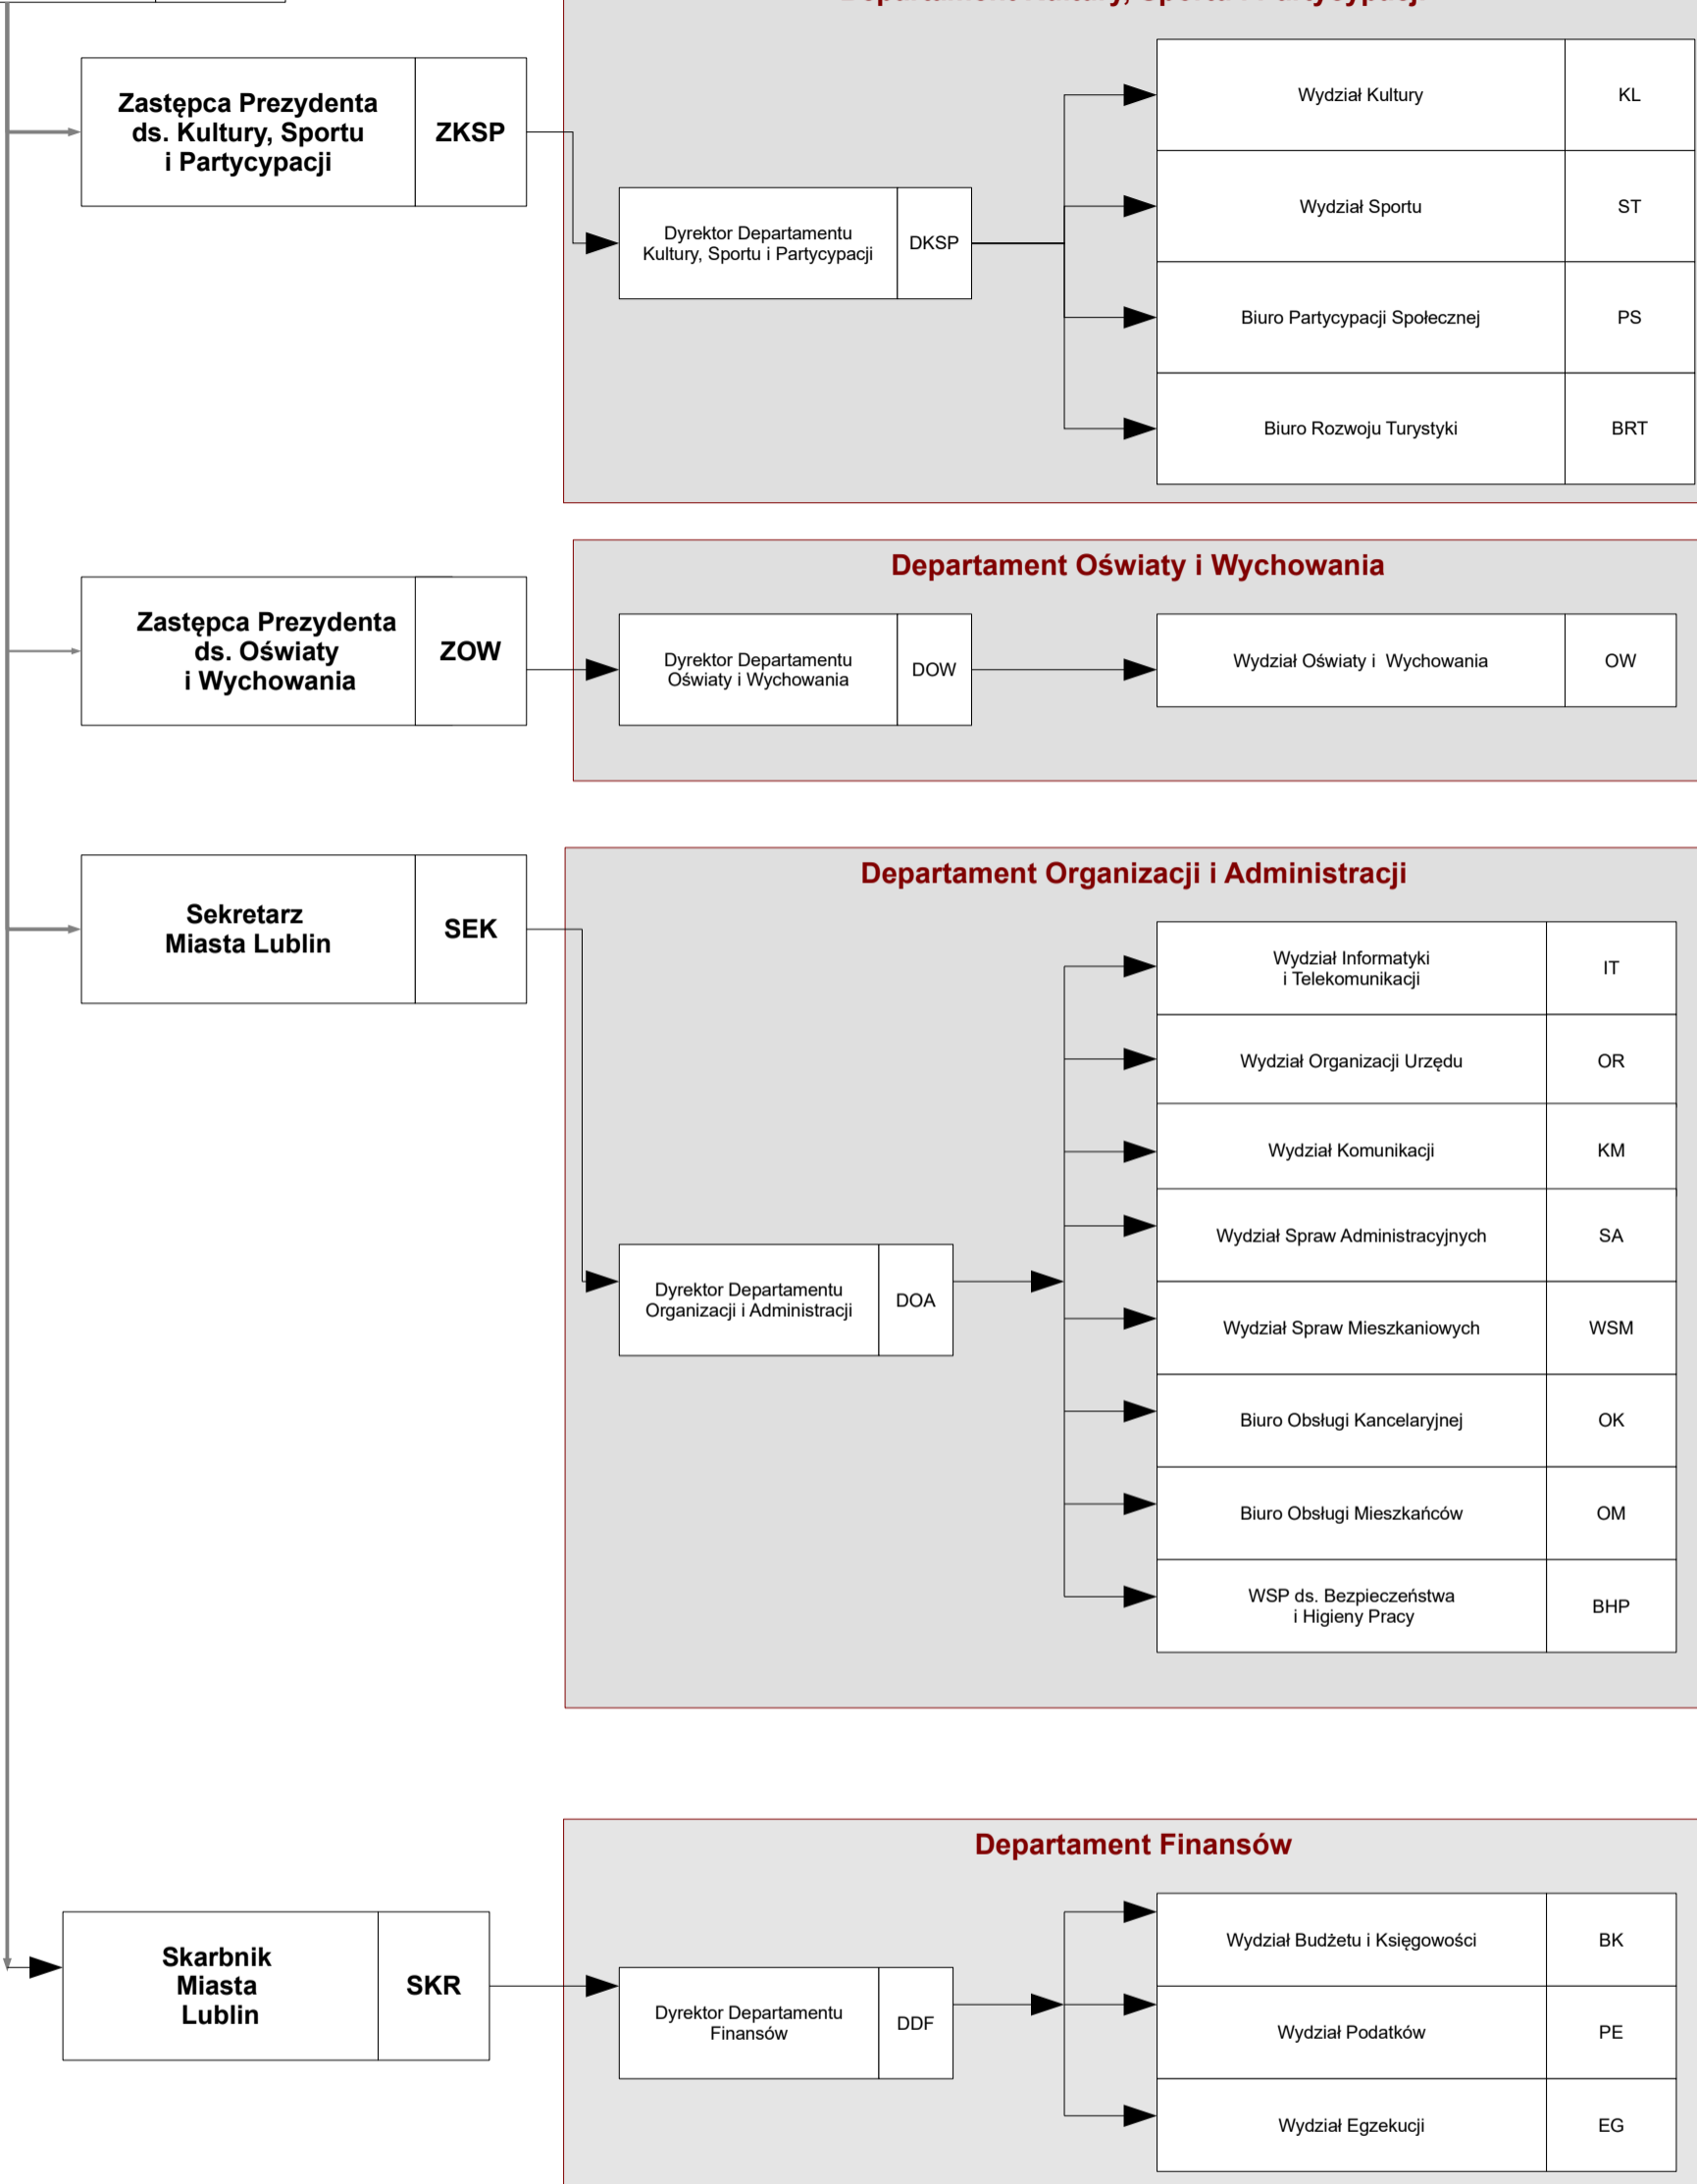 Departament Kultury, Sportu i Partycypacji
Zastępca Prezydenta
ds. Kultury, Sportu
i Partycypacji
ZKSP
Dyrektor Departamentu
Kultury, Sportu i Partycypacji
DKSP
Wydział Kultury
KL
Wydział Sportu
ST
Biuro Partycypacji Społecznej
PS
Biuro Rozwoju Turystyki
BRT
Departament Oświaty i Wychowania
Zastępca Prezydenta
ds. Oświaty
i Wychowania
ZOW
Dyrektor Departamentu
Oświaty i Wychowania
DOW
Wydział Oświaty i Wychowania
OW
Departament Organizacji i Administracji
Sekretarz
Miasta Lublin
SEK
Dyrektor Departamentu
Organizacji i Administracji
DOA
Wydział Informatyki
i Telekomunikacji
IT
Wydział Organizacji Urzędu
OR
Wydział Komunikacji
KM
Wydział Spraw Administracyjnych
SA
Wydział Spraw Mieszkaniowych
WSM
Biuro Obsługi Kancelaryjnej
OK
Biuro Obsługi Mieszkańców
OM
WSP ds. Bezpieczeństwa
i Higieny Pracy
BHP
Departament Finansów
Skarbnik
Miasta
Lublin
SKR
Dyrektor Departamentu
Finansów
DDF
Wydział Budżetu i Księgowości
BK
Wydział Podatków
PE
Wydział Egzekucji
EG